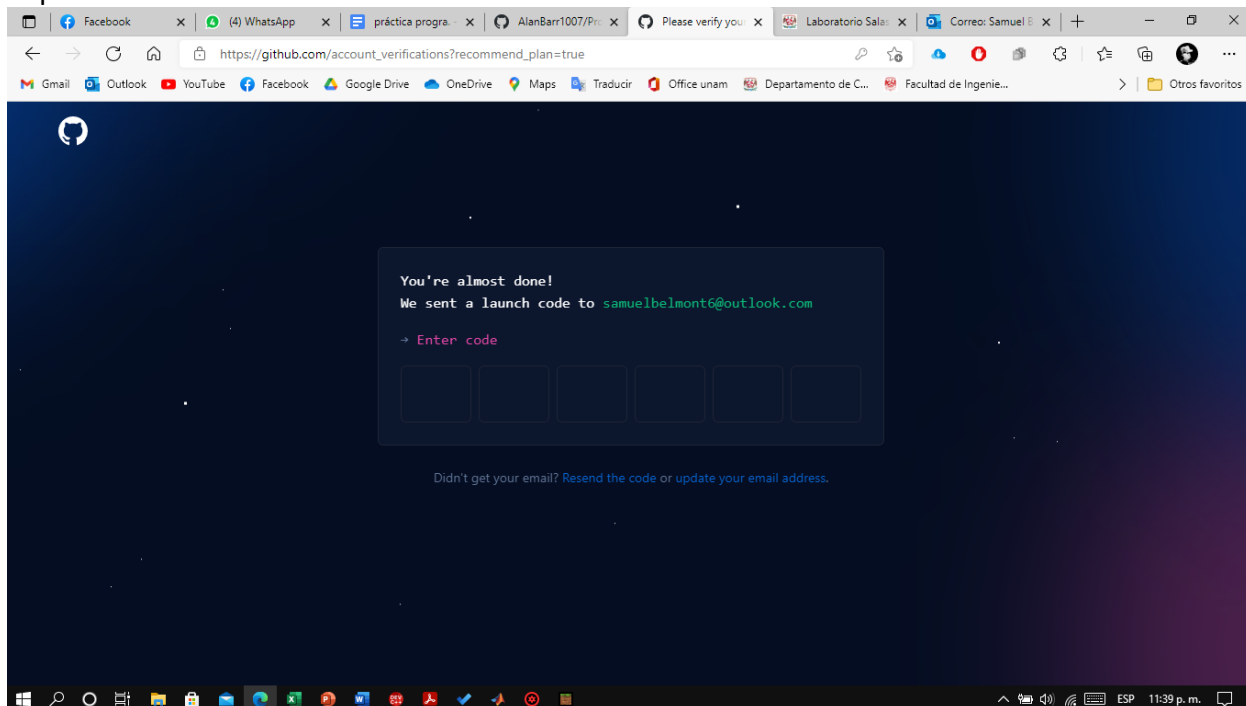 Facebook
(4) WhatsApp
práctica progra. -
AlanBarr1007/Pro
Please verify your
Laboratorio Salas
Correo: Samuel B
https://github.com/account_verifications?recommend_plan=true
Gmail
Outlook
YouTube
Facebook
Google Drive
OneDrive
Maps
Traducir
Office unam
Departamento de C...
Facultad de Ingenie...
Otros favoritos
You're almost done!
We sent a launch code to samuelbelmont6@outlook.com
→ Enter code
Didn't get your email? Resend the code or update your email address.
ESP 11:39 p. m.